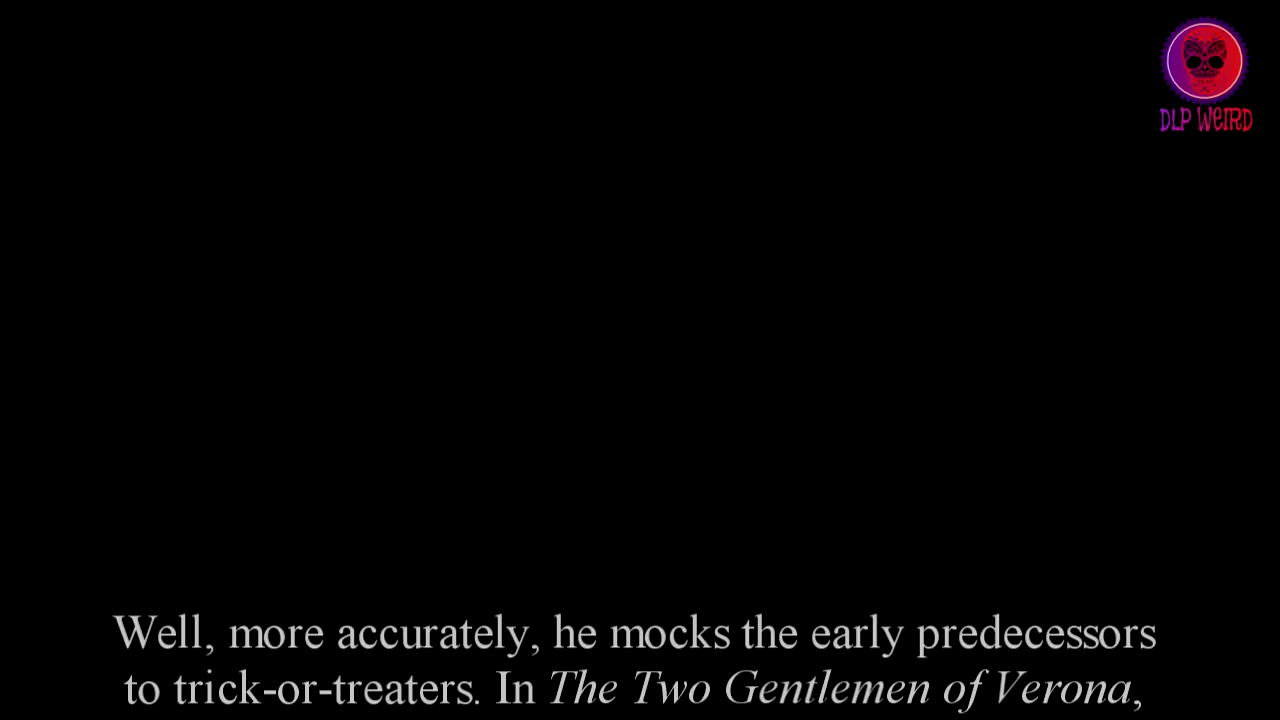 DLP WEIRD
Well, more accurately, he mocks the early predecessors
to trick-or-treaters. In The Two Gentlemen of Verona,